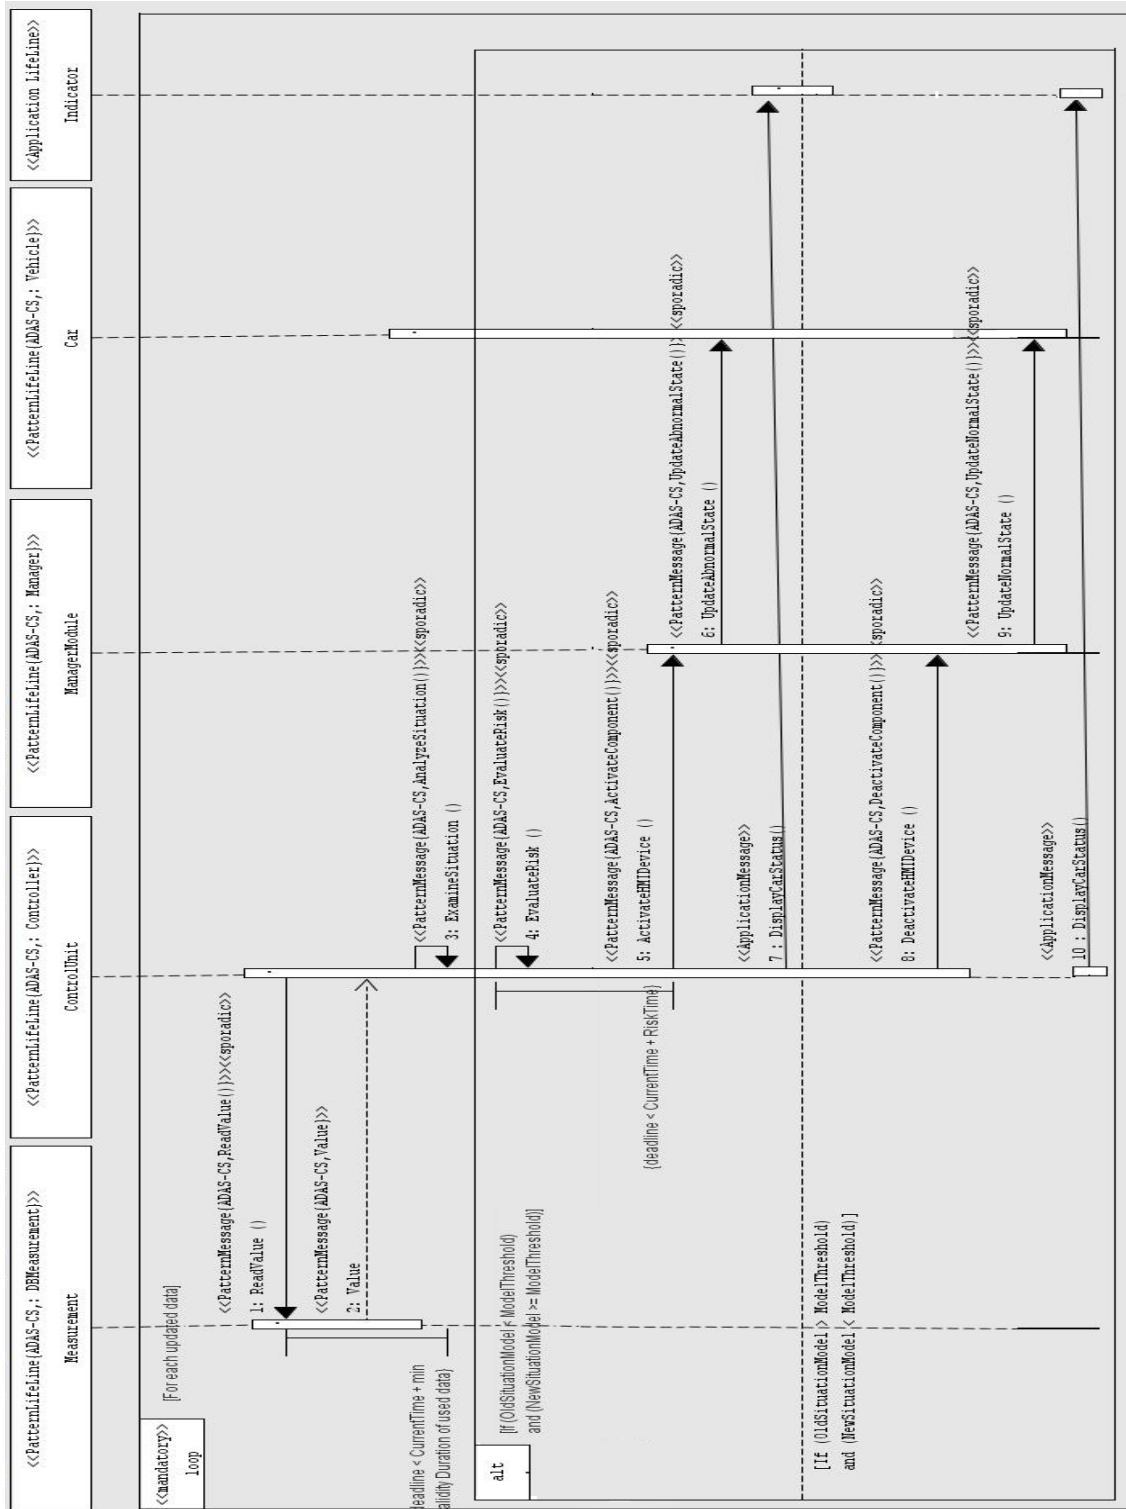 <<PatternLifeLine{ADAS-CS,: DBMeasurement}>>
Measurement
<<PatternLifeLine{ADAS-CS,: Controller}>>
ControlUnit
<<PatternLifeLine{ADAS-CS,: Manager}>>
ManagerModule
<<PatternLifeLine{ADAS-CS,: Vehicle}>>
Car
<<Application LifeLine>>
Indicator
<<mandatory>>
loop
[For each updated data]
<<PatternMessage{ADAS-CS,ReadValue()}>><<sporadic>>
1: ReadValue ()
<<PatternMessage{ADAS-CS,Value}>>
2: Value
deadline < CurrentTime + min
alidity Duration of used data}
<<PatternMessage{ADAS-CS,AnalyzeSituation()}>><<sporadic>>
3: ExamineSituation ()
alt
[If (OldSituationModel < ModelThreshold)
and (NewSituationModel >= ModelThreshold)]
<<PatternMessage{ADAS-CS,EvaluateRisk()}>><<sporadic>>
4: EvaluateRisk ()
<<PatternMessage{ADAS-CS,ActivateComponent()}>><<sporadic>>
5: ActivateHMIDevice ()
{deadline < CurrentTime + RiskTime}
<<PatternMessage{ADAS-CS,UpdateAbnormalState()}> <<sporadic>>
6: UpdateAbnormalState ()
<<ApplicationMessage>>
7 : DisplayCarStatus()
[If (OldSituationModel > ModelThreshold)
and (NewSituationModel < ModelThreshold)]
<<PatternMessage{ADAS-CS,DeactivateComponent()}>> <sporadic>>
8: DeactivateHMIDevice ()
<<PatternMessage{ADAS-CS,UpdateNormalState()}>><<sporadic>>
9: UpdateNormalState ()
<<ApplicationMessage>>
10 : DisplayCarStatus()